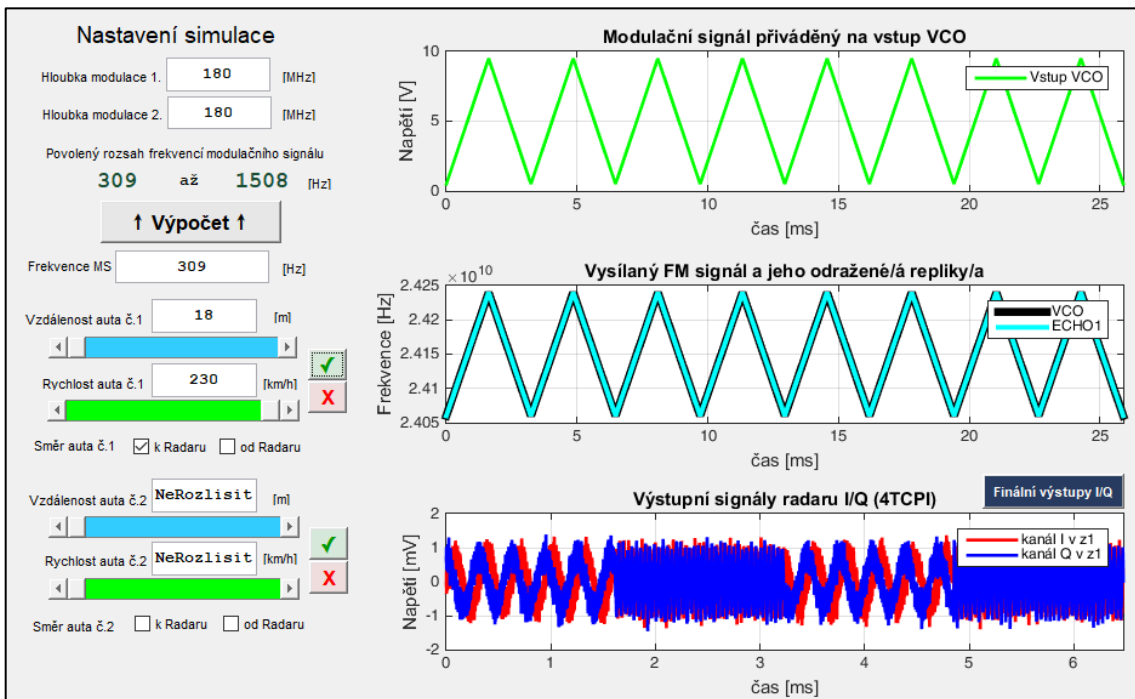 Nastavení simulace
Hloubka modulace 1. 180 [MHz]
Hloubka modulace 2. 180 [MHz]
Povolený rozsah frekvencí modulačního signálu
309 až 1508 [Hz]
↑ Výpočet ↑
Frekvence MS 309 [Hz]
Vzdálenost auta č.1 18 [m]
Rychlost auta č.1 230 [km/h]
X
Směr auta č.1 k Radaru od Radaru
Vzdálenost auta č.2 NeRozlisit [m]
Rychlost auta č.2 NeRozlisit [km/h]
X
Směr auta č.2 k Radaru od Radaru
Modulační signál přiváděný na vstup VCO
Napětí [V]
10
5
0
Vstup VCO
0 5 10 15 20 25
čas [ms]
Vysílaný FM signál a jeho odražené/á repliky/a
× 10^10
Frekvence [Hz]
2.425
2.42
2.415
2.41
2.405
VCO
ECHO1
0 5 10 15 20 25
čas [ms]
Finální výstupy I/Q
Výstupní signály radaru I/Q (4TCPI)
Napětí [mV]
2
1
0
-1
-2
kanál I v z1
kanál Q v z1
0 1 2 3 4 5 6
čas [ms]